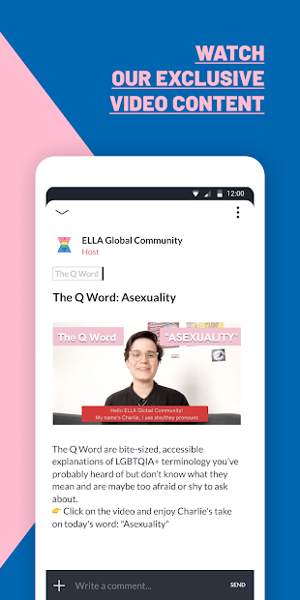 WATCH
OUR EXCLUSIVE
VIDEO CONTENT
12:00
ELLA Global Community
Host
The Q Word
The Q Word: Asexuality
The Q Word
"ASEXUALITY"
Hello ELLA Global Community!
My name's Charlie, I use she/they pronouns
The Q Word are bite-sized, accessible
explanations of LGBTQIA+ terminology you've
probably heard of but don't know what they
mean and are maybe too afraid or shy to ask
about.
👉 Click on the video and enjoy Charlie's take
on today's word: "Asexuality"
Write a comment...
SEND